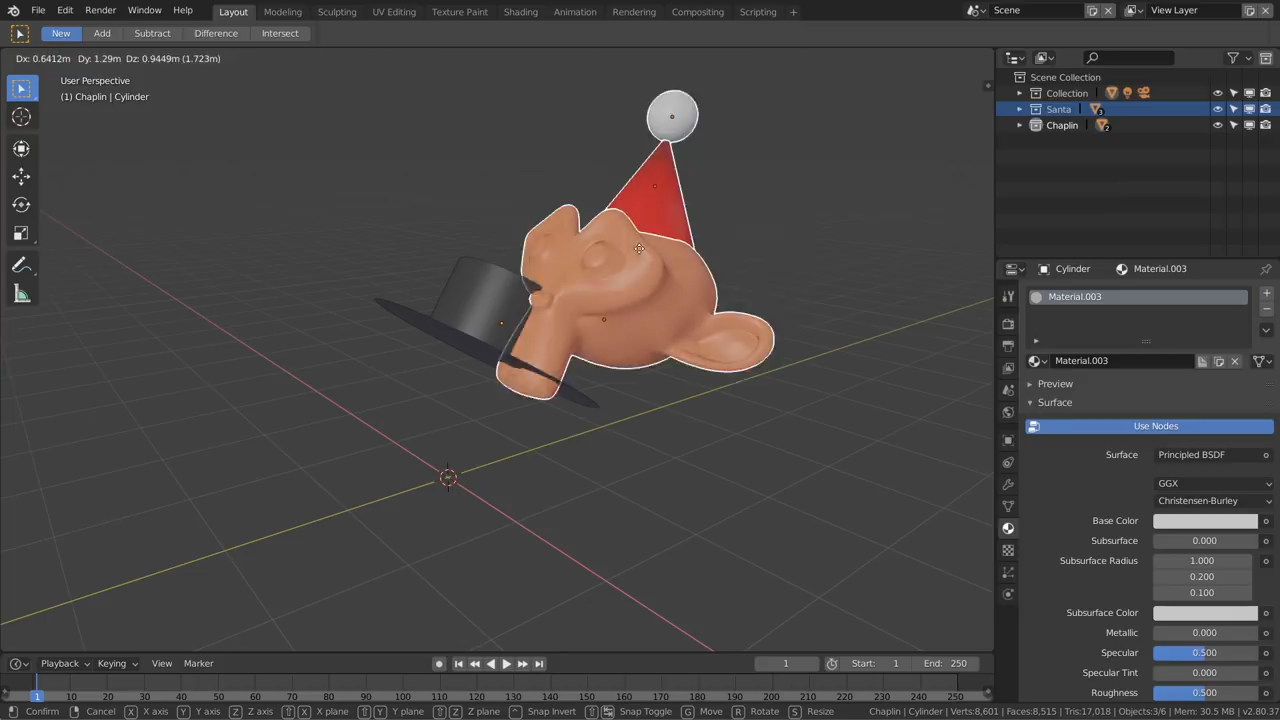 File Edit Render Window Help Layout Modeling Sculpting UV Editing Texture Paint Shading Animation Rendering Compositing Scripting + Scene View Layer
New Add Subtract Difference Intersect
Dx: 0.6412m Dy: 1.29m Dz: 0.9449m (1.723m)
User Perspective
(1) Chaplin | Cylinder
Scene Collection
Collection
Santa 3
Chaplin 2
Cylinder Material.003
Material.003
Material.003
Preview
Surface
Use Nodes
Surface: Principled BSDF
GGX
Christensen-Burley
Base Color
Subsurface: 0.000
Subsurface Radius 1.000
0.200
0.100
Subsurface Color
Metallic 0.000
Specular 0.500
Specular Tint 0.000
Roughness 0.500
Playback Keying View Marker 1 Start: 1 End: 250
1 10 20 30 40 50 60 70 80 90 100 110 120 130 140 150 160 170 180 190 200 210 220 230 240 250
Confirm Cancel X X axis Y Y axis Z Z axis X X plane Y Y plane Z Z plane Snap Invert Snap Toggle G Move R Rotate S Resize Chaplin | Cylinder | Verts:8,601 | Faces:8,515 | Tris:17,018 | Objects:3/6 | Mem: 30.5 MB | v2.80.37